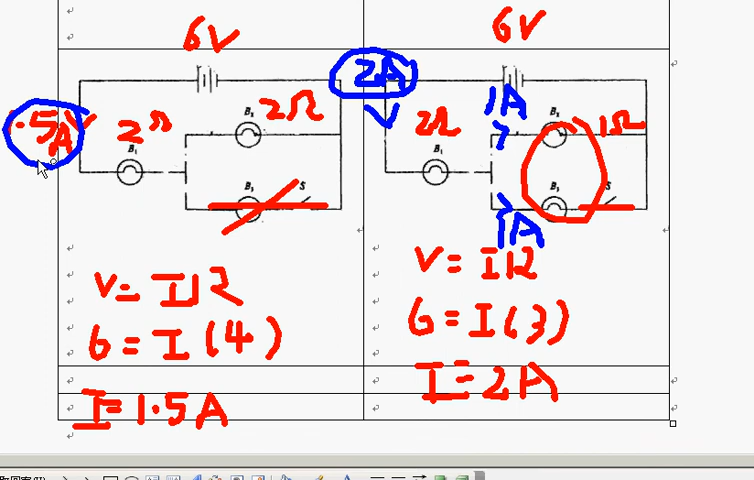 6V
6V
2A
.5A
2Ω
B₁
B₂
2Ω
B₃
S
2Ω
B₁
1A
B₂
1Ω
B₃
S
1A
V = IR
6 = I (4)
I = 1.5A
V = IR
6 = I (3)
I = 2A